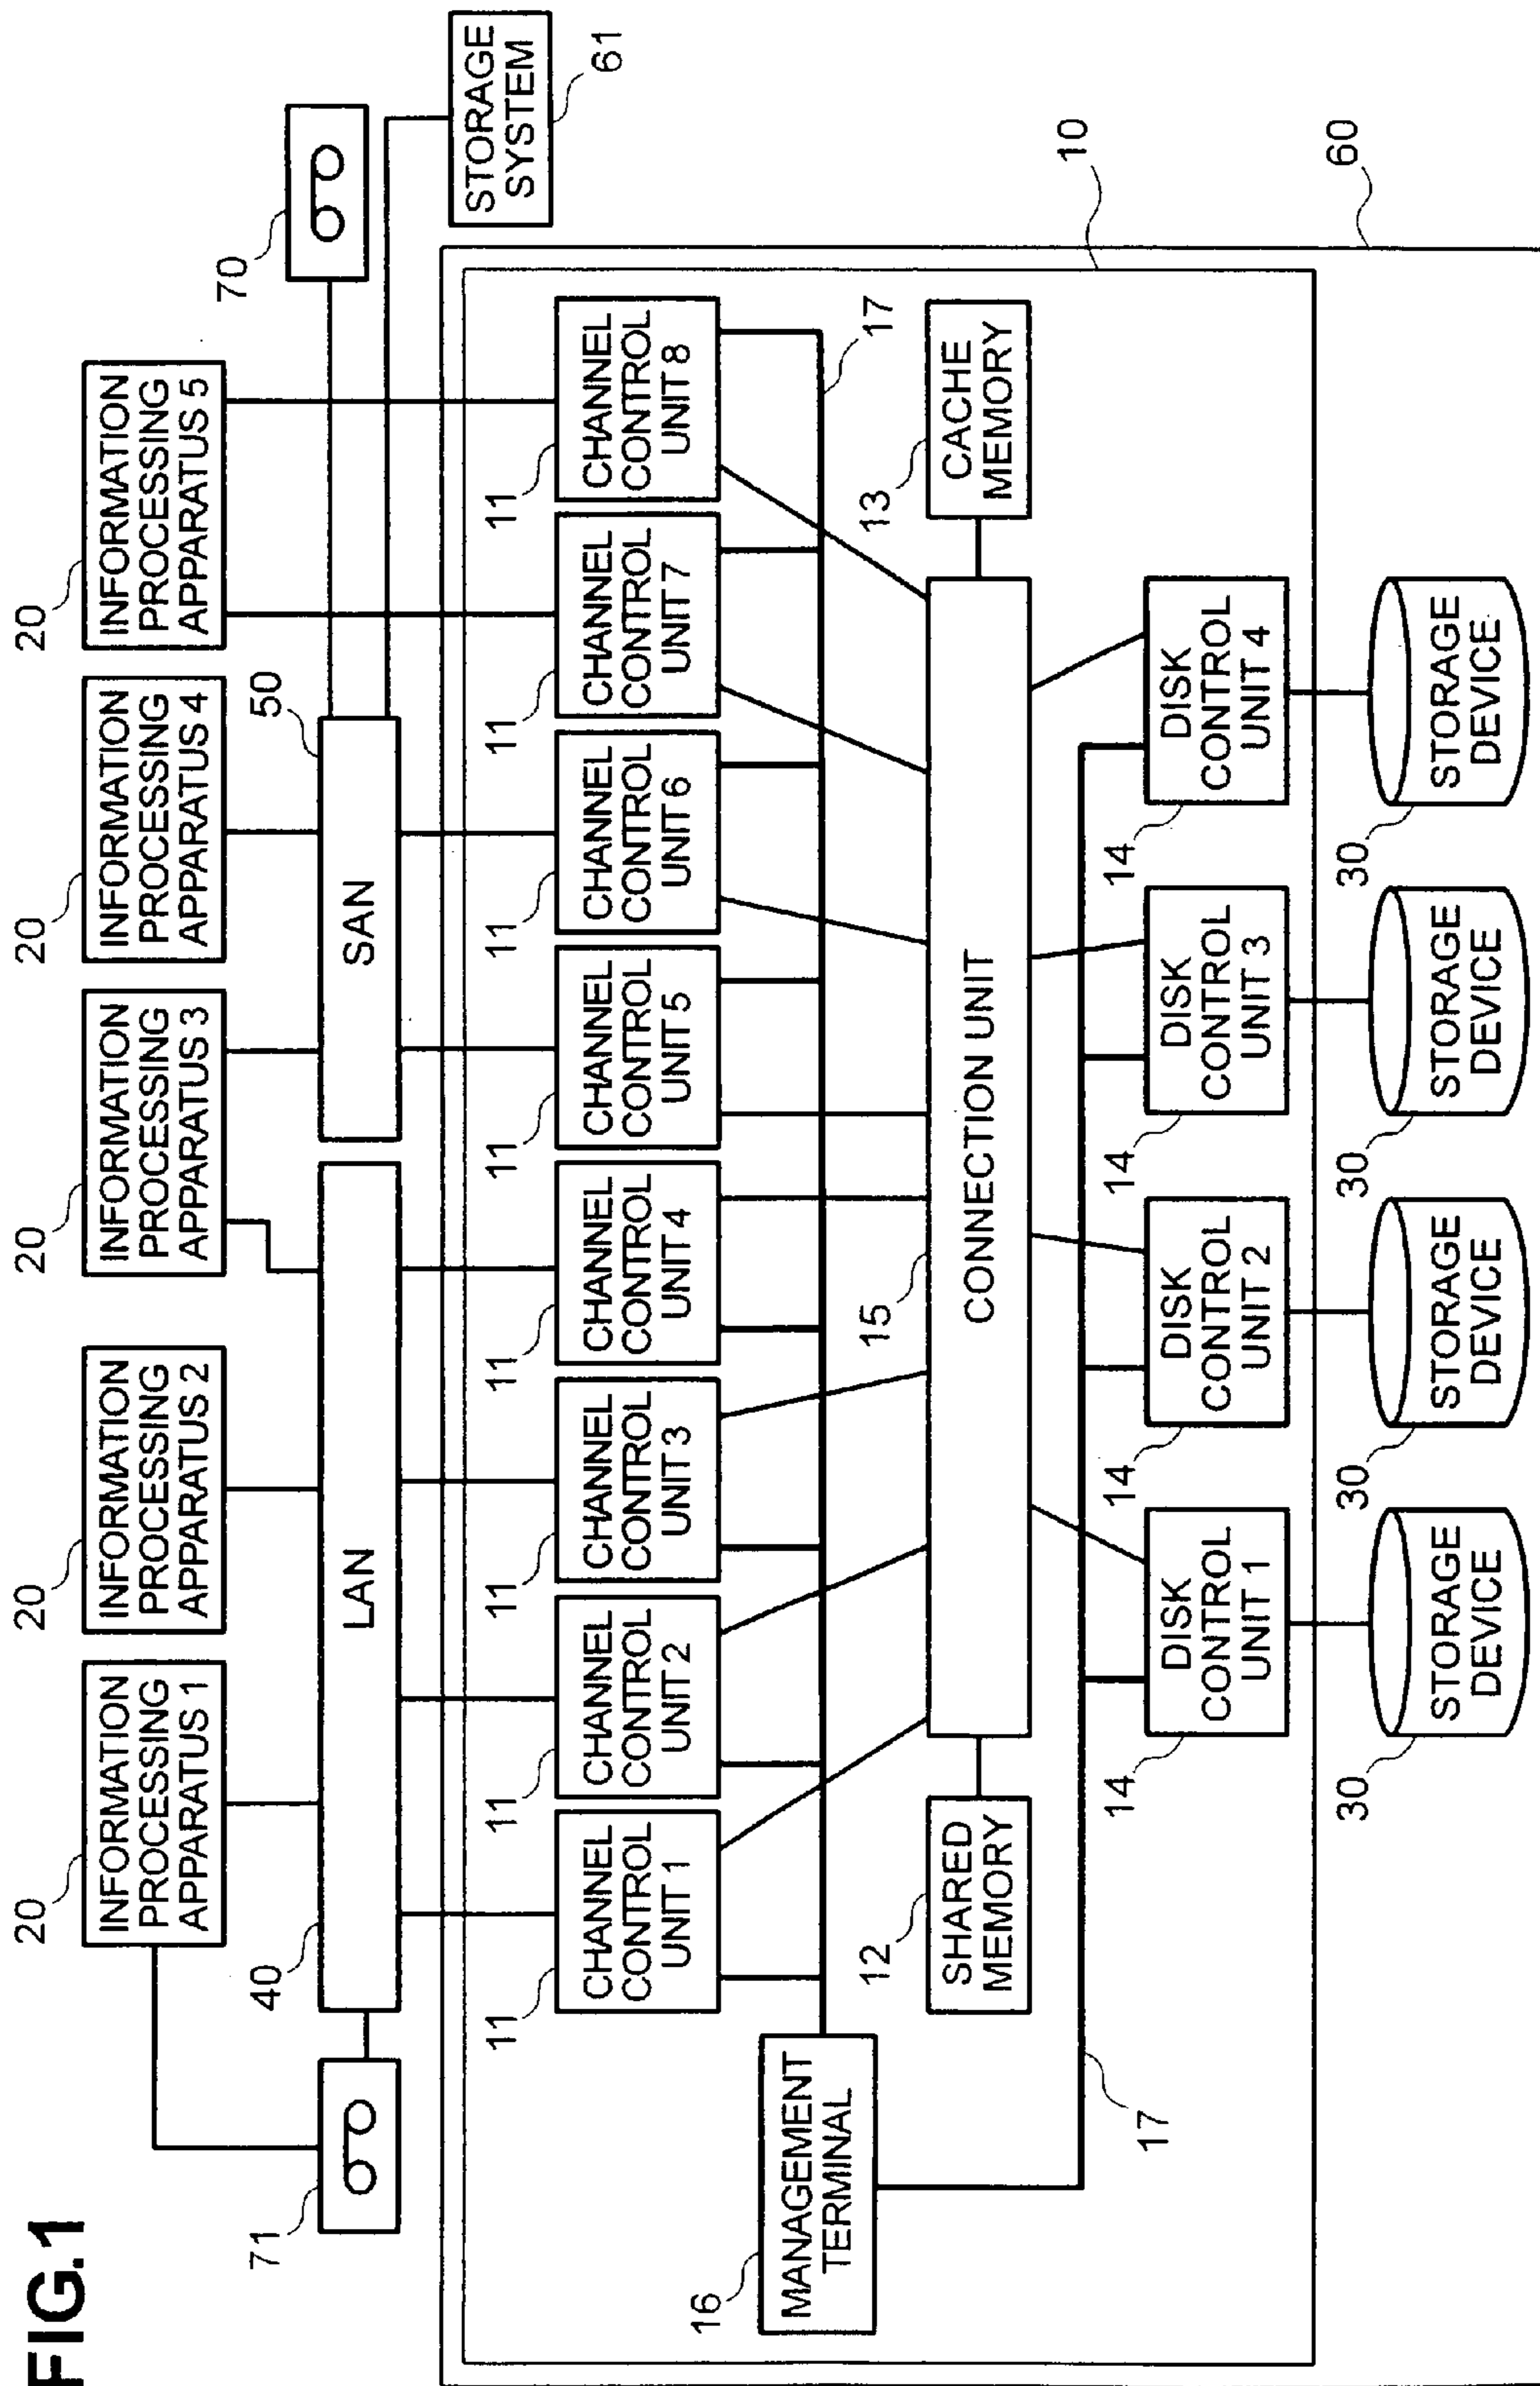 FIG.1
20
INFORMATION
PROCESSING
APPARATUS 1
20
INFORMATION
PROCESSING
APPARATUS 2
20
INFORMATION
PROCESSING
APPARATUS 3
20
INFORMATION
PROCESSING
APPARATUS 4
20
INFORMATION
PROCESSING
APPARATUS 5
71
40
LAN
SAN
50
70
STORAGE
SYSTEM
61
11
CHANNEL
CONTROL
UNIT 1
11
CHANNEL
CONTROL
UNIT 2
11
CHANNEL
CONTROL
UNIT 3
11
CHANNEL
CONTROL
UNIT 4
11
CHANNEL
CONTROL
UNIT 5
11
CHANNEL
CONTROL
UNIT 6
11
CHANNEL
CONTROL
UNIT 7
11
CHANNEL
CONTROL
UNIT 8
16
MANAGEMENT
TERMINAL
17
12
SHARED
MEMORY
15
CONNECTION UNIT
13
CACHE
MEMORY
10
17
14
DISK
CONTROL
UNIT 1
14
DISK
CONTROL
UNIT 2
14
DISK
CONTROL
UNIT 3
14
DISK
CONTROL
UNIT 4
60
30
STORAGE
DEVICE
30
STORAGE
DEVICE
30
STORAGE
DEVICE
30
STORAGE
DEVICE